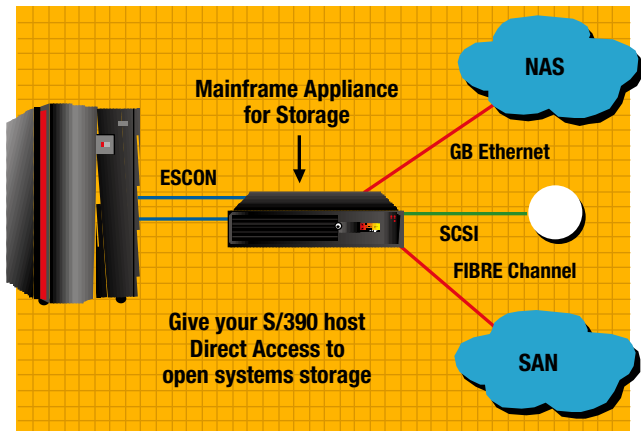 Mainframe Appliance
for Storage
NAS
ESCON
GB Ethernet
SCSI
FIBRE Channel
Give your S/390 host
Direct Access to
open systems storage
SAN